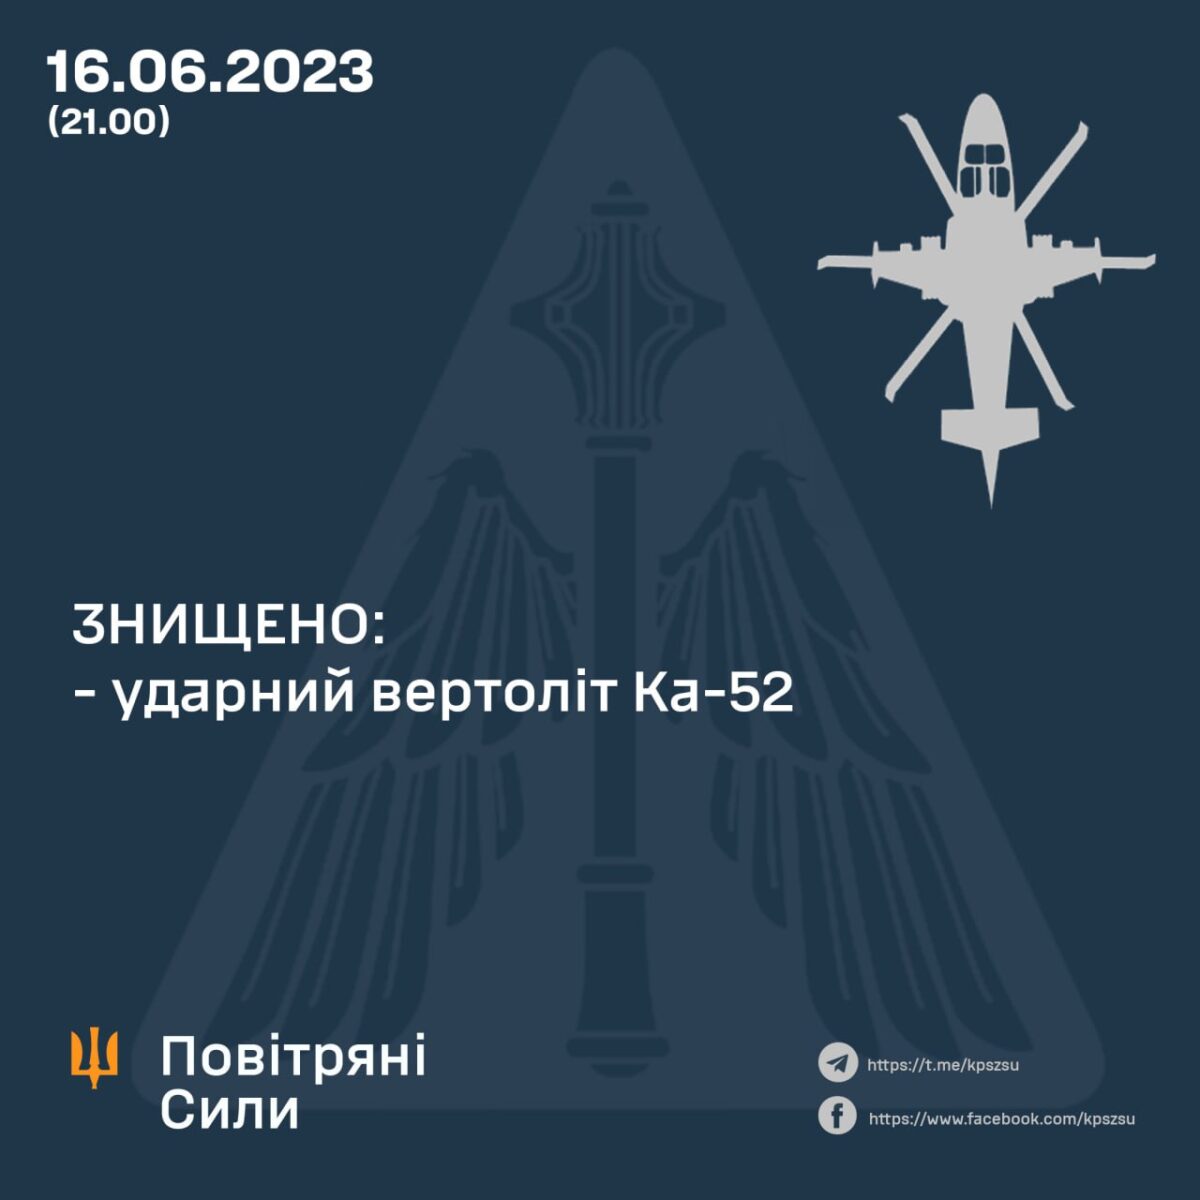 16.06.2023
(21.00)
ЗНИЩЕНО:
- ударний вертоліт Ка-52
Повітряні
Сили
https://t.me/kpszsu
https://www.facebook.com/kpszsu